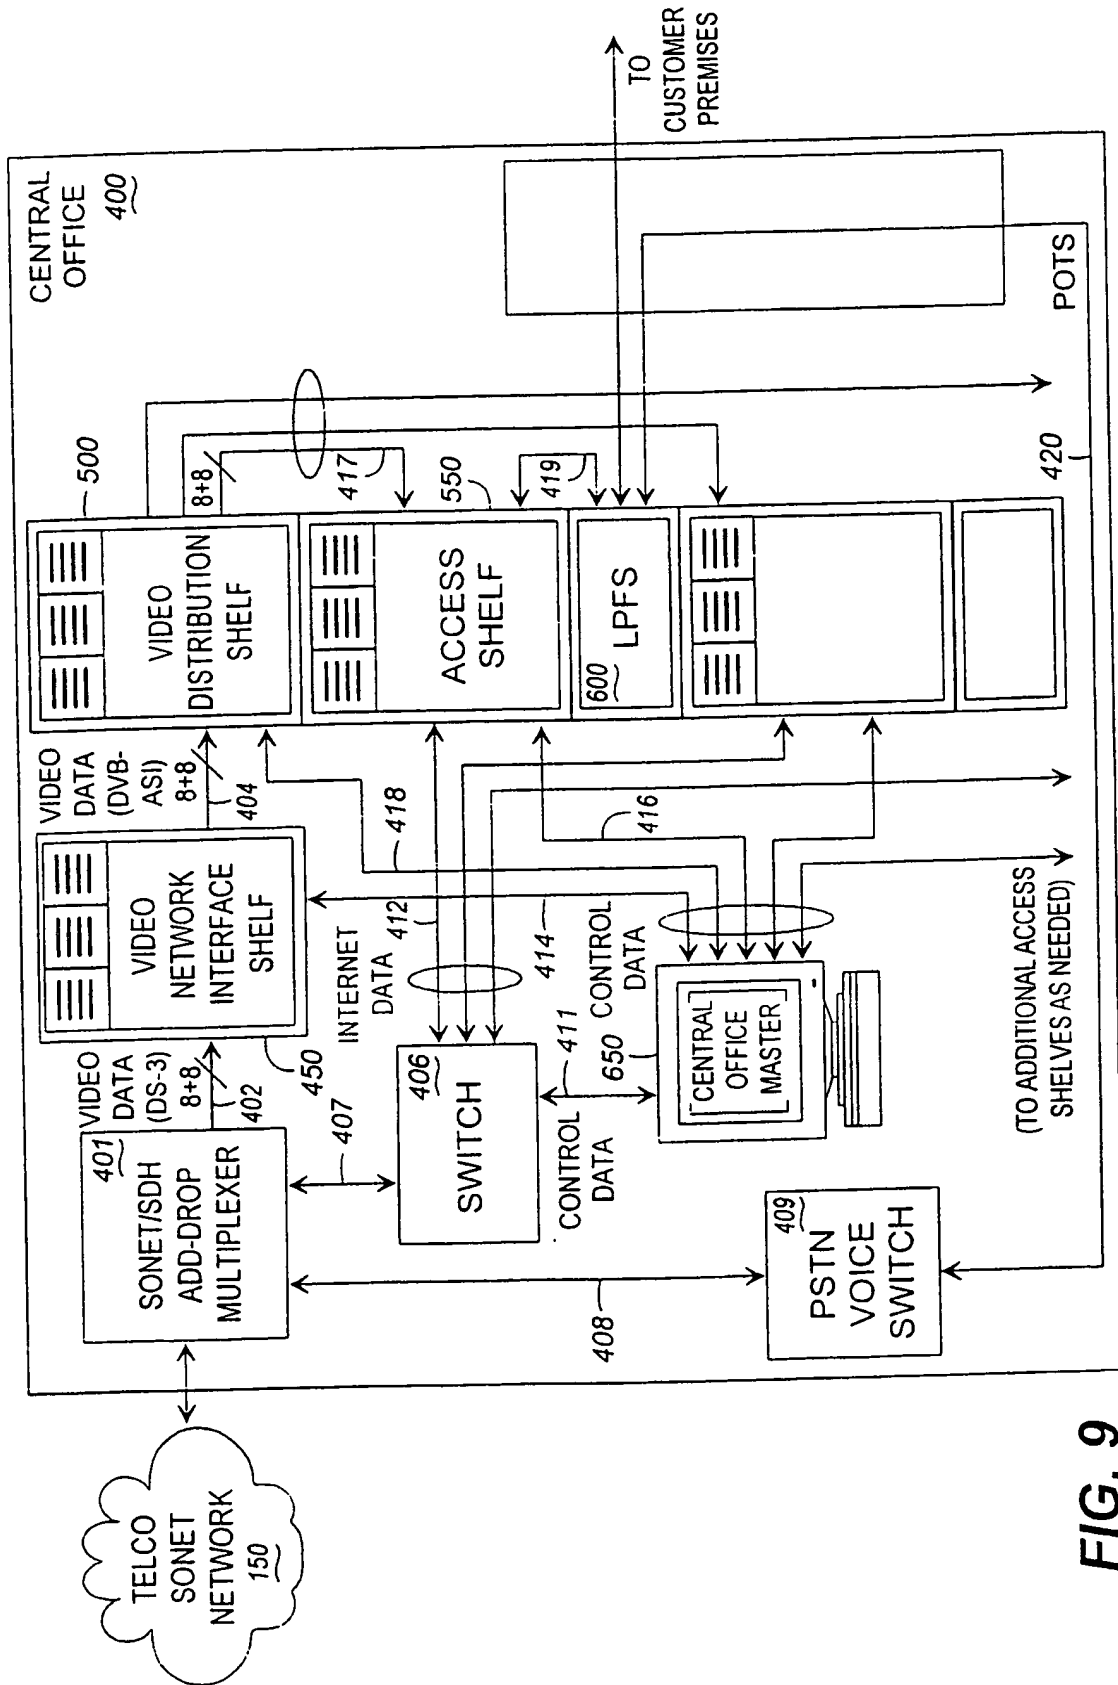 CENTRAL
OFFICE
400
TO
CUSTOMER
PREMISES
TELCO
SONET
NETWORK
150
401
SONET/SDH
ADD-DROP
MULTIPLEXER
VIDEO
DATA
(DS-3)
8+8
402
450
VIDEO
NETWORK
INTERFACE
SHELF
VIDEO
DATA
(DVB-
ASI)
8+8
404
500
VIDEO
DISTRIBUTION
SHELF
8+8
417
407
406
SWITCH
INTERNET
DATA
412
418
414
416
550
ACCESS
SHELF
419
600
LPFS
CONTROL
DATA
411
650
CONTROL
DATA
CENTRAL
OFFICE
MASTER
408
409
PSTN
VOICE
SWITCH
(TO ADDITIONAL ACCESS
SHELVES AS NEEDED)
420
POTS
FIG. 9